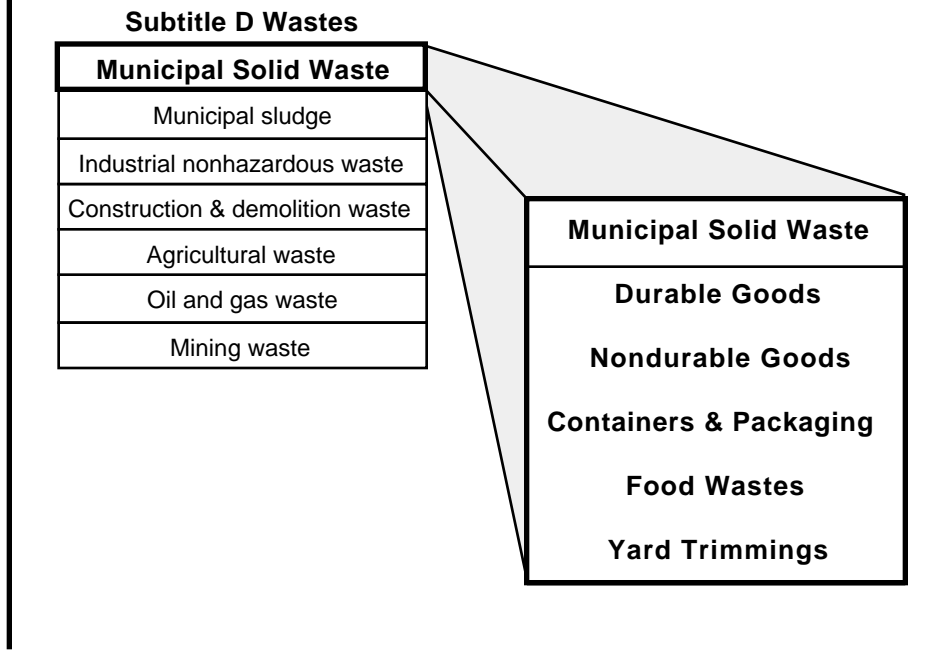 Subtitle D Wastes
Municipal Solid Waste
Municipal sludge
Industrial nonhazardous waste
Construction & demolition waste
Agricultural waste
Oil and gas waste
Mining waste
Municipal Solid Waste
Durable Goods
Nondurable Goods
Containers & Packaging
Food Wastes
Yard Trimmings